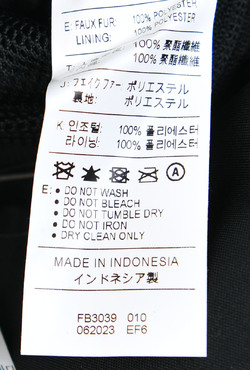 E: FAUX FUR: 100% POLYESTER
LINING: 100% POLYESTER
100% 聚酯纖維
100% 聚酯纖維
J: フェイクファー: ポリエステル
裏地: ポリエステル
K: 인조털: 100% 폴리에스터
라이닝: 100% 폴리에스터
A
E: • DO NOT WASH
• DO NOT BLEACH
• DO NOT TUMBLE DRY
• DO NOT IRON
• DRY CLEAN ONLY
MADE IN INDONESIA
インドネシア製
FB3039 010
062023 EF6